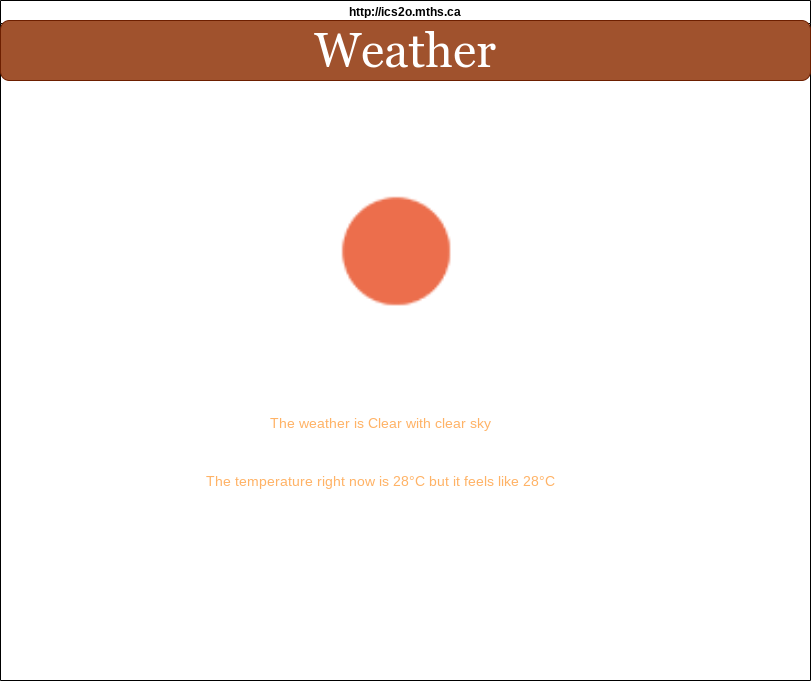 http://ics2o.mths.ca
Weather
The weather is Clear with clear sky
The temperature right now is 28°C but it feels like 28°C